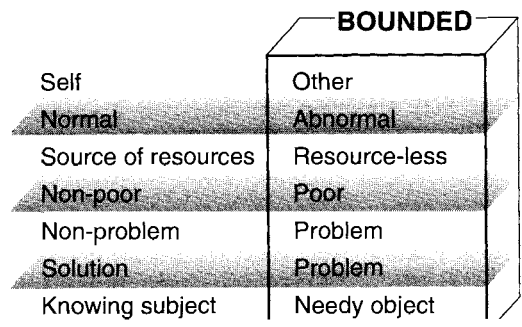 BOUNDED
Self Other
Normal Abnormal
Source of resources Resource-less
Non-poor Poor
Non-problem Problem
Solution Problem
Knowing subject Needy object